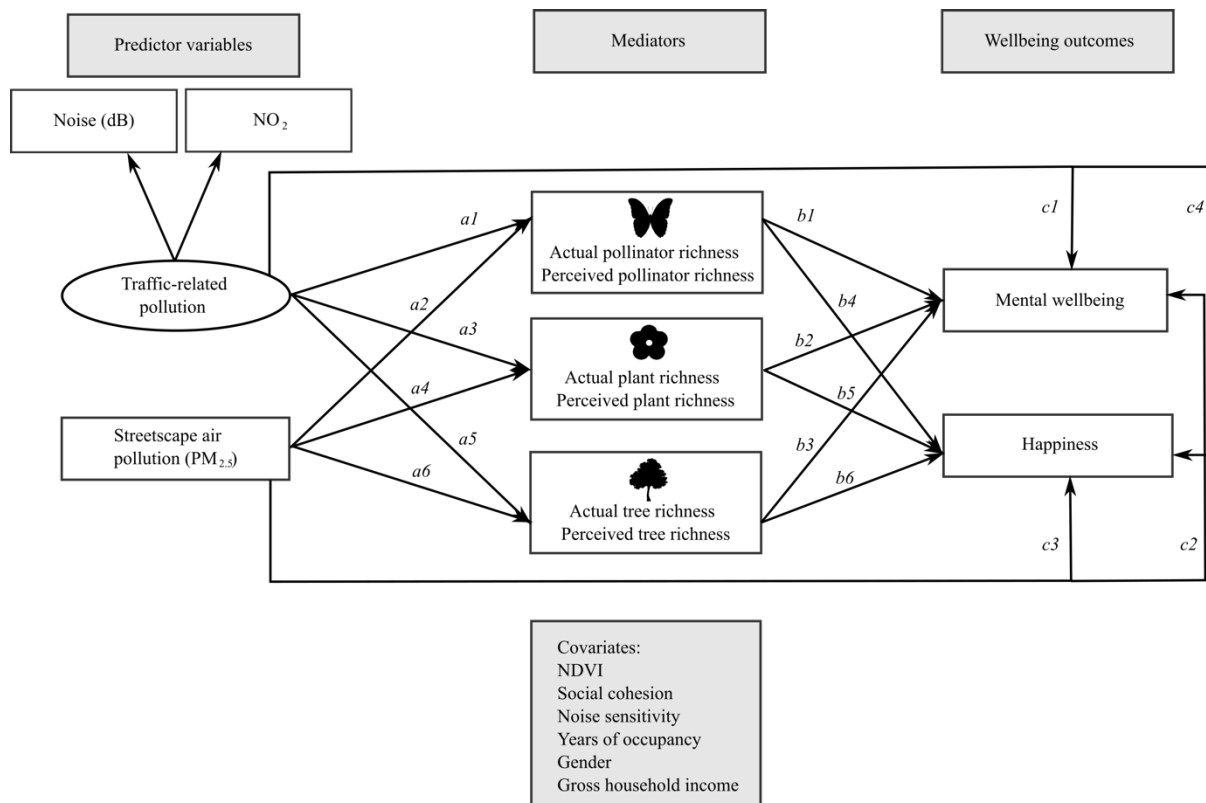 Predictor variables
Mediators
Wellbeing outcomes
Noise (dB)
NO₂
a1
b1
c1
c4
Actual pollinator richness
Perceived pollinator richness
Traffic-related
pollution
a2
b4
Mental wellbeing
a3
b2
Actual plant richness
Perceived plant richness
a4
b5
Streetscape air
pollution (PM₂.₅)
a5
b3
Happiness
a6
b6
Actual tree richness
Perceived tree richness
c3
c2
Covariates:
NDVI
Social cohesion
Noise sensitivity
Years of occupancy
Gender
Gross household income